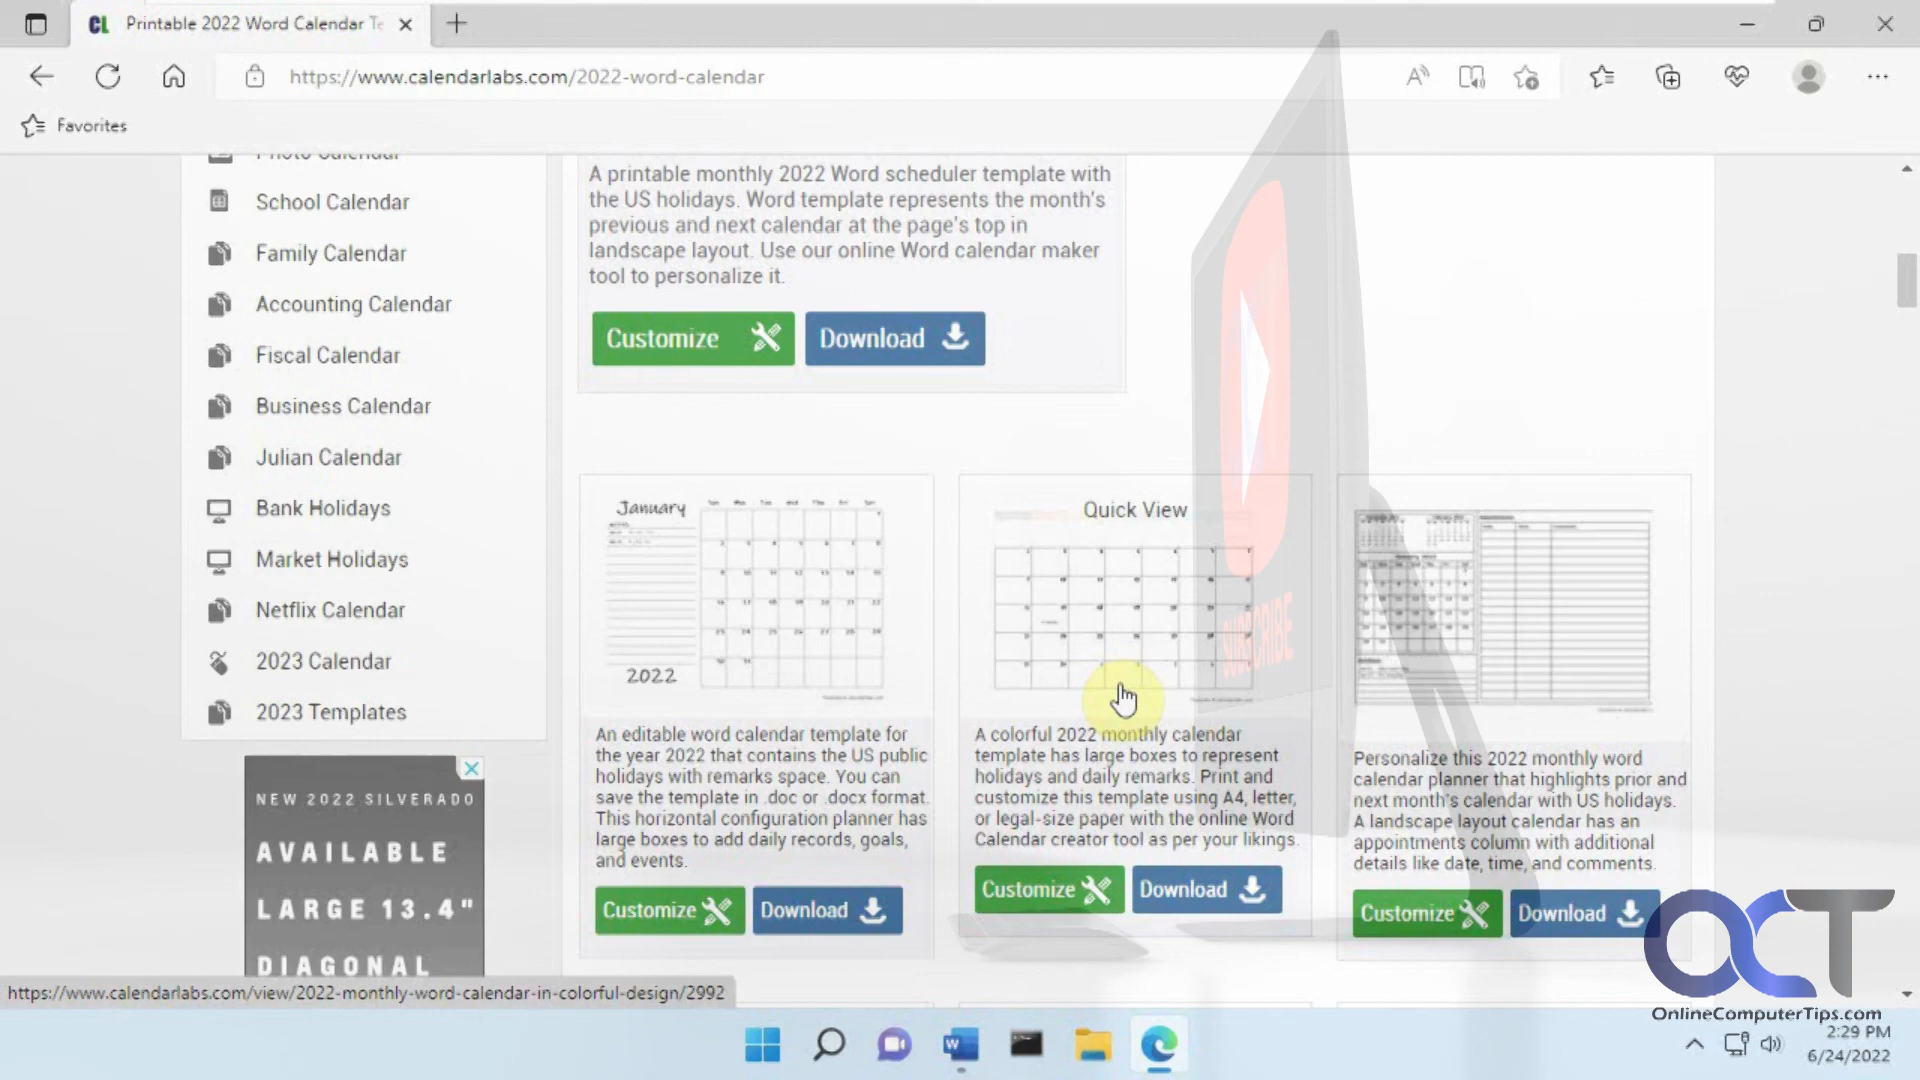 CL Printable 2022 Word Calendar Te
https://www.calendarlabs.com/2022-word-calendar
Favorites
Photo Calendar
School Calendar
Family Calendar
Accounting Calendar
Fiscal Calendar
Business Calendar
Julian Calendar
Bank Holidays
Market Holidays
Netflix Calendar
2023 Calendar
2023 Templates
NEW 2022 SILVERADO
AVAILABLE
LARGE 13.4"
DIAGONAL
A printable monthly 2022 Word scheduler template with
the US holidays. Word template represents the month's
previous and next calendar at the page's top in
landscape layout. Use our online Word calendar maker
tool to personalize it.
Customize
Download
January
2022
An editable word calendar template for
the year 2022 that contains the US public
holidays with remarks space. You can
save the template in .doc or .docx format.
This horizontal configuration planner has
large boxes to add daily records, goals,
and events.
Customize
Download
Quick View
A colorful 2022 monthly calendar
template has large boxes to represent
holidays and daily remarks. Print and
customize this template using A4, letter,
or legal-size paper with the online Word
Calendar creator tool as per your likings.
Customize
Download
SUBSCRIBE
Personalize this 2022 monthly word
calendar planner that highlights prior and
next month's calendar with US holidays.
A landscape layout calendar has an
appointments column with additional
details like date, time, and comments.
Customize
Download
OCT
OnlineComputerTips.com
https://www.calendarlabs.com/view/2022-monthly-word-calendar-in-colorful-design/2992
2:29 PM
6/24/2022